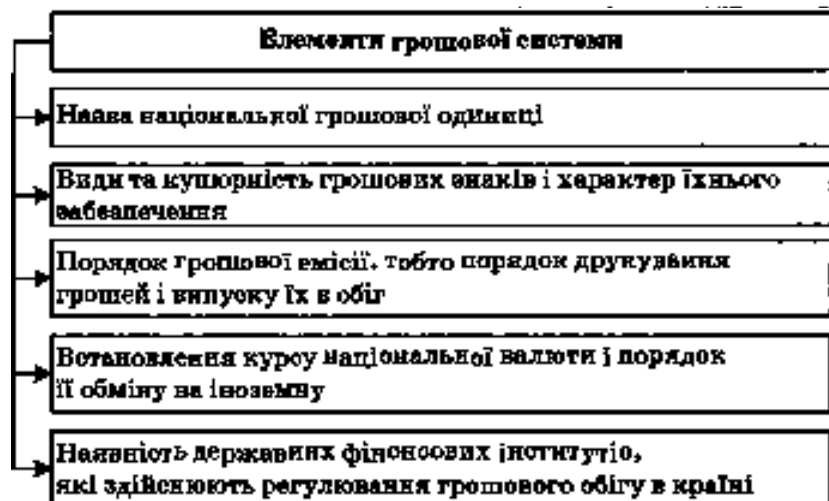 Елементи грошової системи
Назва національної грошової одиниці
Види та купюрність грошових знаків і характер їхнього
забезпечення
Порядок грошової емісії, тобто порядок друкування
грошей і випуску їх в обіг
Встановлення курсу національної валюти і порядок
її обміну на іноземну
Наявність державних фінансових інститутів,
які здійснюють регулювання грошового обігу в країні